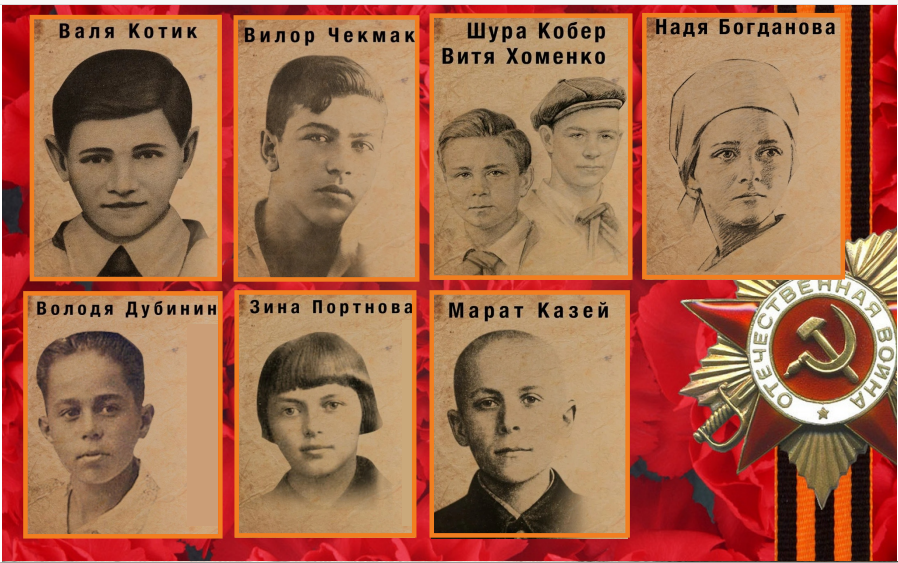 Валя Котик
Вилор Чекмак
Шура Кобер
Витя Хоменко
Надя Богданова
Володя Дубинин
Зина Портнова
Марат Казей
ОТЕЧЕСТВЕННАЯ ВОЙНА